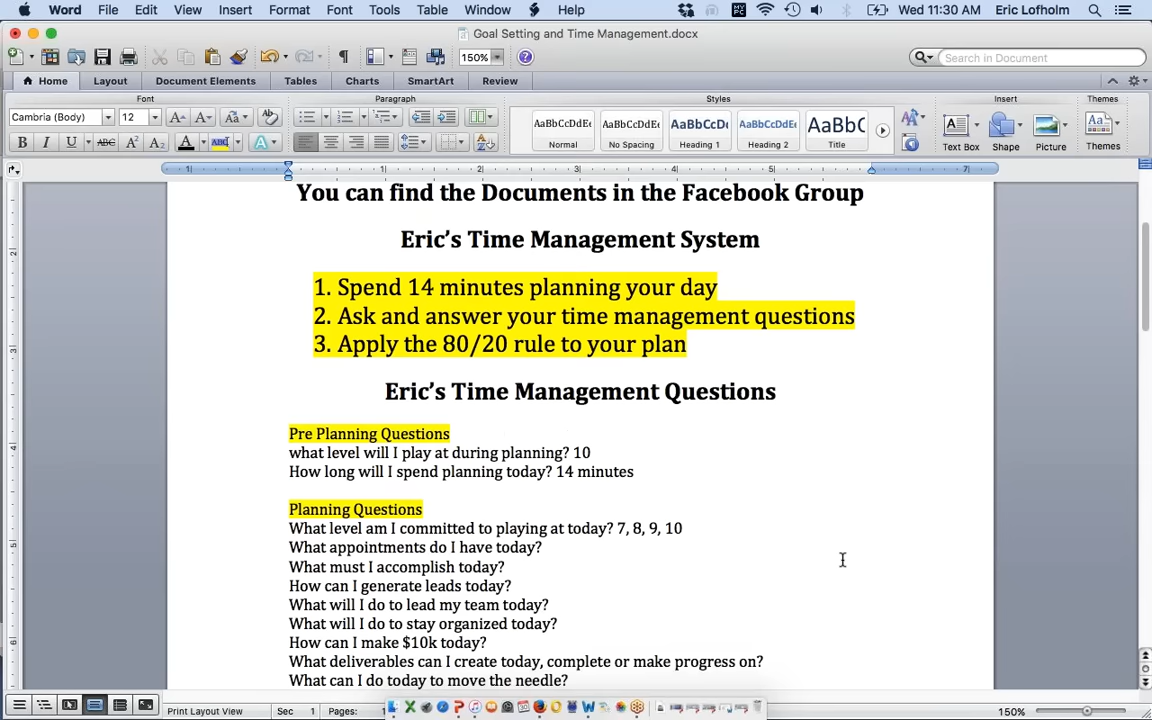 Word File Edit View Insert Format Font Tools Table Window Help Wed 11:30 AM Eric Lofholm
Goal Setting and Time Management.docx
150% Search in Document
Home Layout Document Elements Tables Charts SmartArt Review
Font Paragraph Styles Insert Themes
Cambria (Body) 12
AaBbCcDdEe AaBbCcDdEe AaBbCcDc AaBbCcDdEe AaBbC
Normal No Spacing Heading 1 Heading 2 Title Text Box Shape Picture Themes
You can find the Documents in the Facebook Group
Eric’s Time Management System
1. Spend 14 minutes planning your day
2. Ask and answer your time management questions
3. Apply the 80/20 rule to your plan
Eric’s Time Management Questions
Pre Planning Questions
what level will I play at during planning? 10
How long will I spend planning today? 14 minutes
Planning Questions
What level am I committed to playing at today? 7, 8, 9, 10
What appointments do I have today?
What must I accomplish today?
How can I generate leads today?
What will I do to lead my team today?
What will I do to stay organized today?
How can I make $10k today?
What deliverables can I create today, complete or make progress on?
What can I do today to move the needle?
Print Layout View Sec 1 Pages: 150%